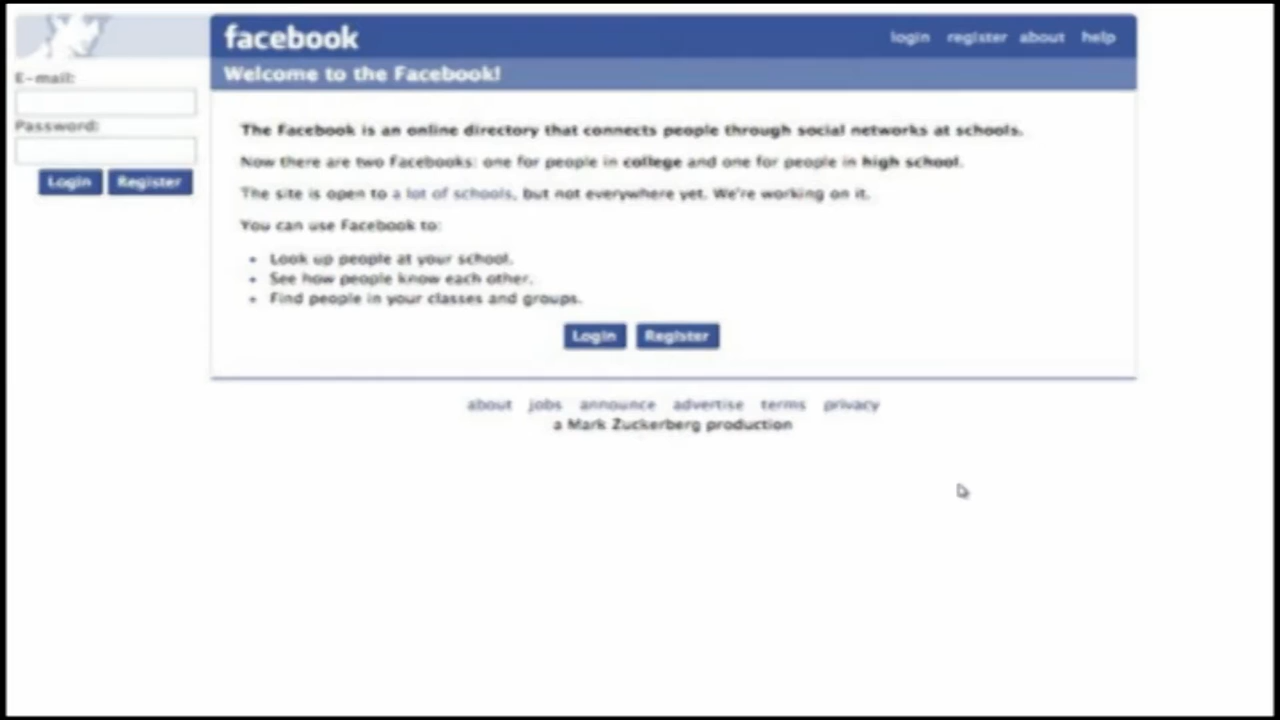 facebook
login register about help
Welcome to the Facebook!
E-mail:
Password:
Login Register
The Facebook is an online directory that connects people through social networks at schools.
Now there are two Facebooks: one for people in college and one for people in high school.
The site is open to a lot of schools, but not everywhere yet. We're working on it.
You can use Facebook to:
• Look up people at your school.
• See how people know each other.
• Find people in your classes and groups.
Login Register
about jobs announce advertise terms privacy
a Mark Zuckerberg production